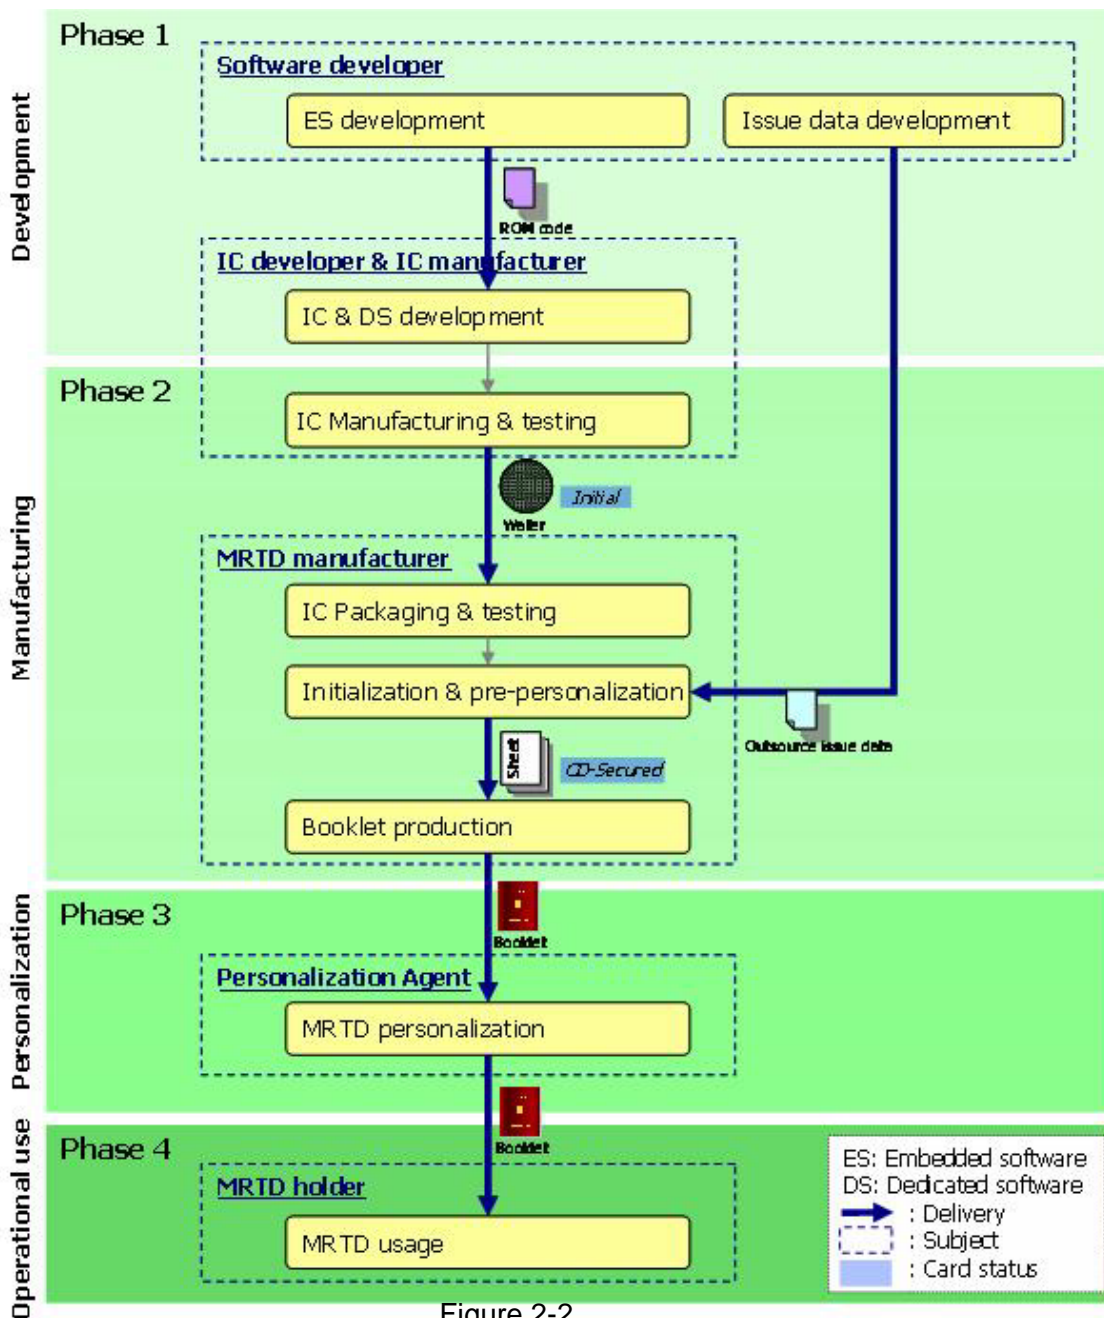 Phase 1
Development
Software developer
ES development
Issue data development
ROM code
IC developer & IC manufacturer
IC & DS development
Phase 2
Manufacturing
IC Manufacturing & testing
Initial
Wafer
MRTD manufacturer
IC Packaging & testing
Initialization & pre-personalization
Outsource issue data
Sheet
CD-Secured
Booklet production
Phase 3
Personalization
Booklet
Personalization Agent
MRTD personalization
Booklet
Phase 4
Operational use
MRTD holder
MRTD usage
ES: Embedded software
DS: Dedicated software
: Delivery
: Subject
: Card status
Figure 2-2